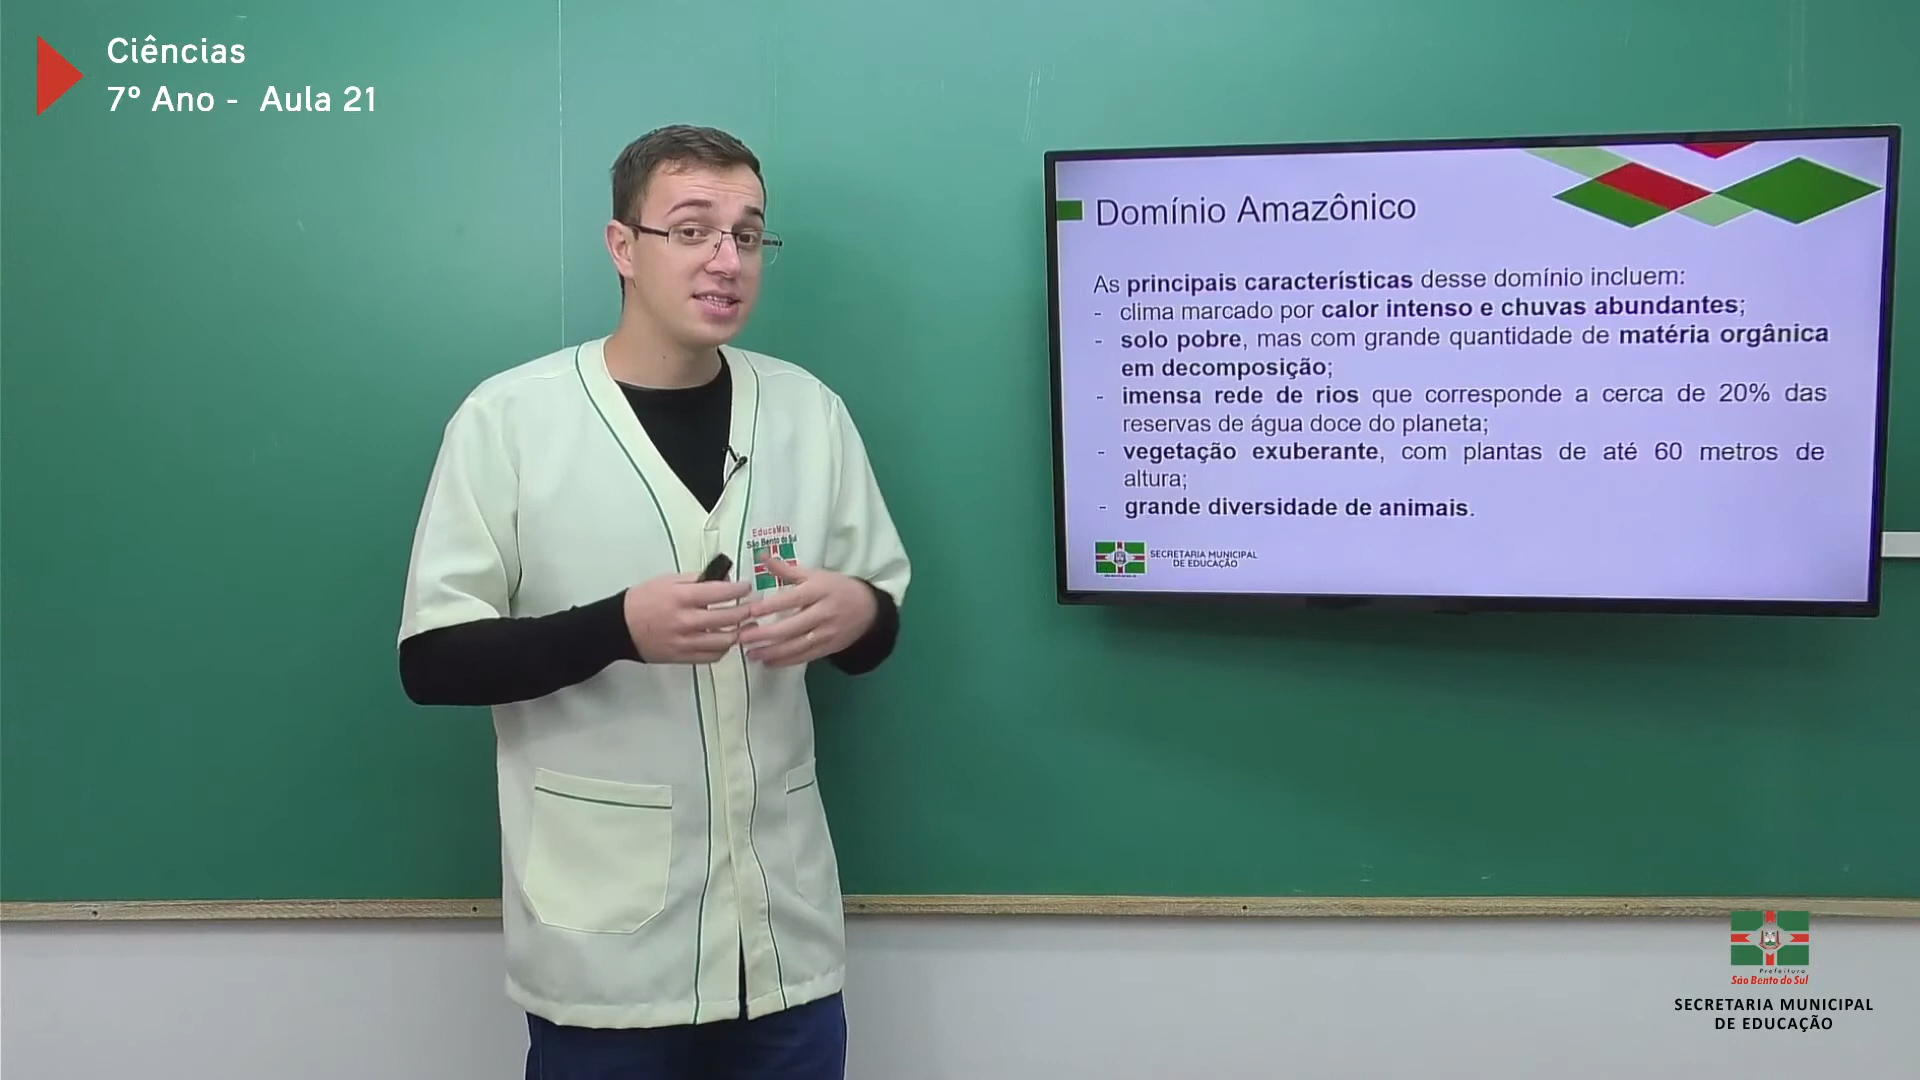 Ciências
7º Ano - Aula 21
Domínio Amazônico
As principais características desse domínio incluem:
- clima marcado por calor intenso e chuvas abundantes;
- solo pobre, mas com grande quantidade de matéria orgânica
em decomposição;
- imensa rede de rios que corresponde a cerca de 20% das
reservas de água doce do planeta;
- vegetação exuberante, com plantas de até 60 metros de
altura;
- grande diversidade de animais.
SECRETARIA MUNICIPAL
DE EDUCAÇÃO
EducaMais
São Bento do Sul
Prefeitura
São Bento do Sul
SECRETARIA MUNICIPAL
DE EDUCAÇÃO